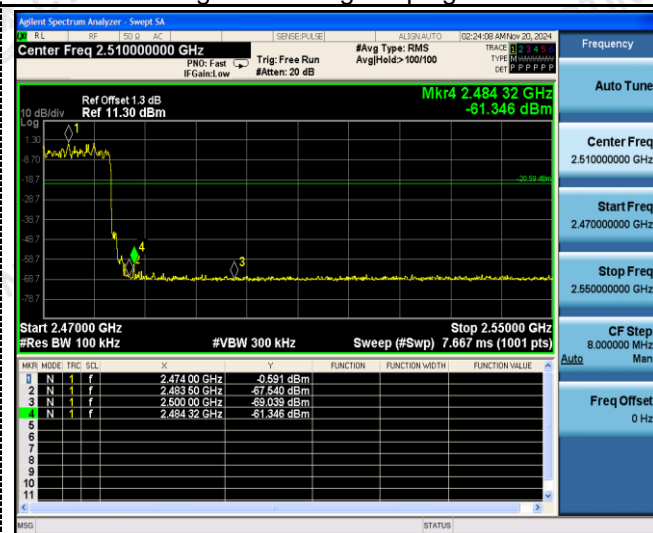 Agilent Spectrum Analyzer - Swept SA
RL RF 50 Ω AC SENSE:PULSE ALIGN AUTO 02:24:08 AM Nov 20, 2024
Center Freq 2.510000000 GHz
PNO: Fast
IFGain:Low
Trig: Free Run
#Atten: 20 dB
#Avg Type: RMS
Avg|Hold:> 100/100
TRACE 1 2 3 4 5 6
TYPE
DET P P P P P P
Ref Offset 1.3 dB
Ref 11.30 dBm
10 dB/div
Log
Mkr4 2.484 32 GHz
-61.346 dBm
1
1.30
-8.70
-18.7
-20.59 dBm
-28.7
-38.7
-48.7
4
-58.7
2
3
-68.7
-78.7
Start 2.47000 GHz
Stop 2.55000 GHz
#Res BW 100 kHz
#VBW 300 kHz
Sweep (#Swp) 7.667 ms (1001 pts)
MKR MODE TRC SCL X Y FUNCTION FUNCTION WIDTH FUNCTION VALUE
1 N 1 f 2.474 00 GHz -0.591 dBm
2 N 1 f 2.483 50 GHz -67.540 dBm
3 N 1 f 2.500 00 GHz -69.039 dBm
4 N 1 f 2.484 32 GHz -61.346 dBm
5
6
7
8
9
10
11
MSG
STATUS
Frequency
Auto Tune
Center Freq
2.510000000 GHz
Start Freq
2.470000000 GHz
Stop Freq
2.550000000 GHz
CF Step
8.000000 MHz
Auto Man
Freq Offset
0 Hz